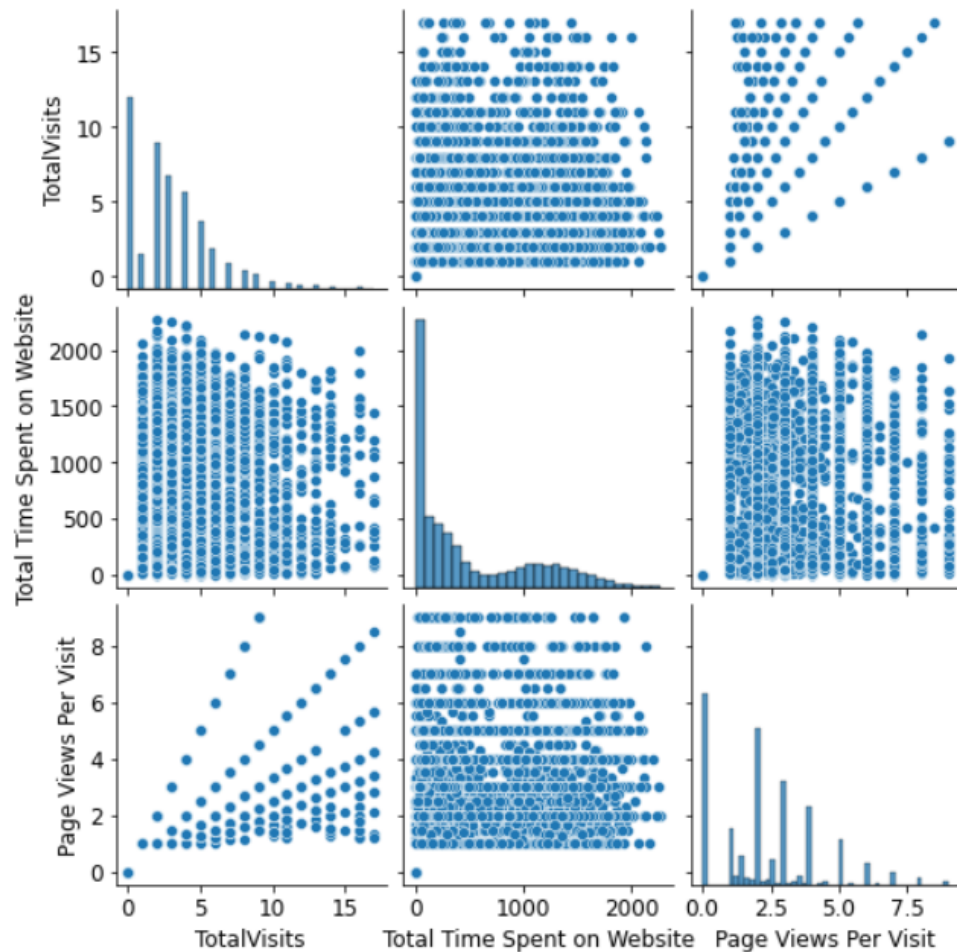 TotalVisits
15
10
5
0
Total Time Spent on Website
2000
1500
1000
500
0
Page Views Per Visit
8
6
4
2
0
0 5 10 15
TotalVisits
0 1000 2000
Total Time Spent on Website
0.0 2.5 5.0 7.5
Page Views Per Visit